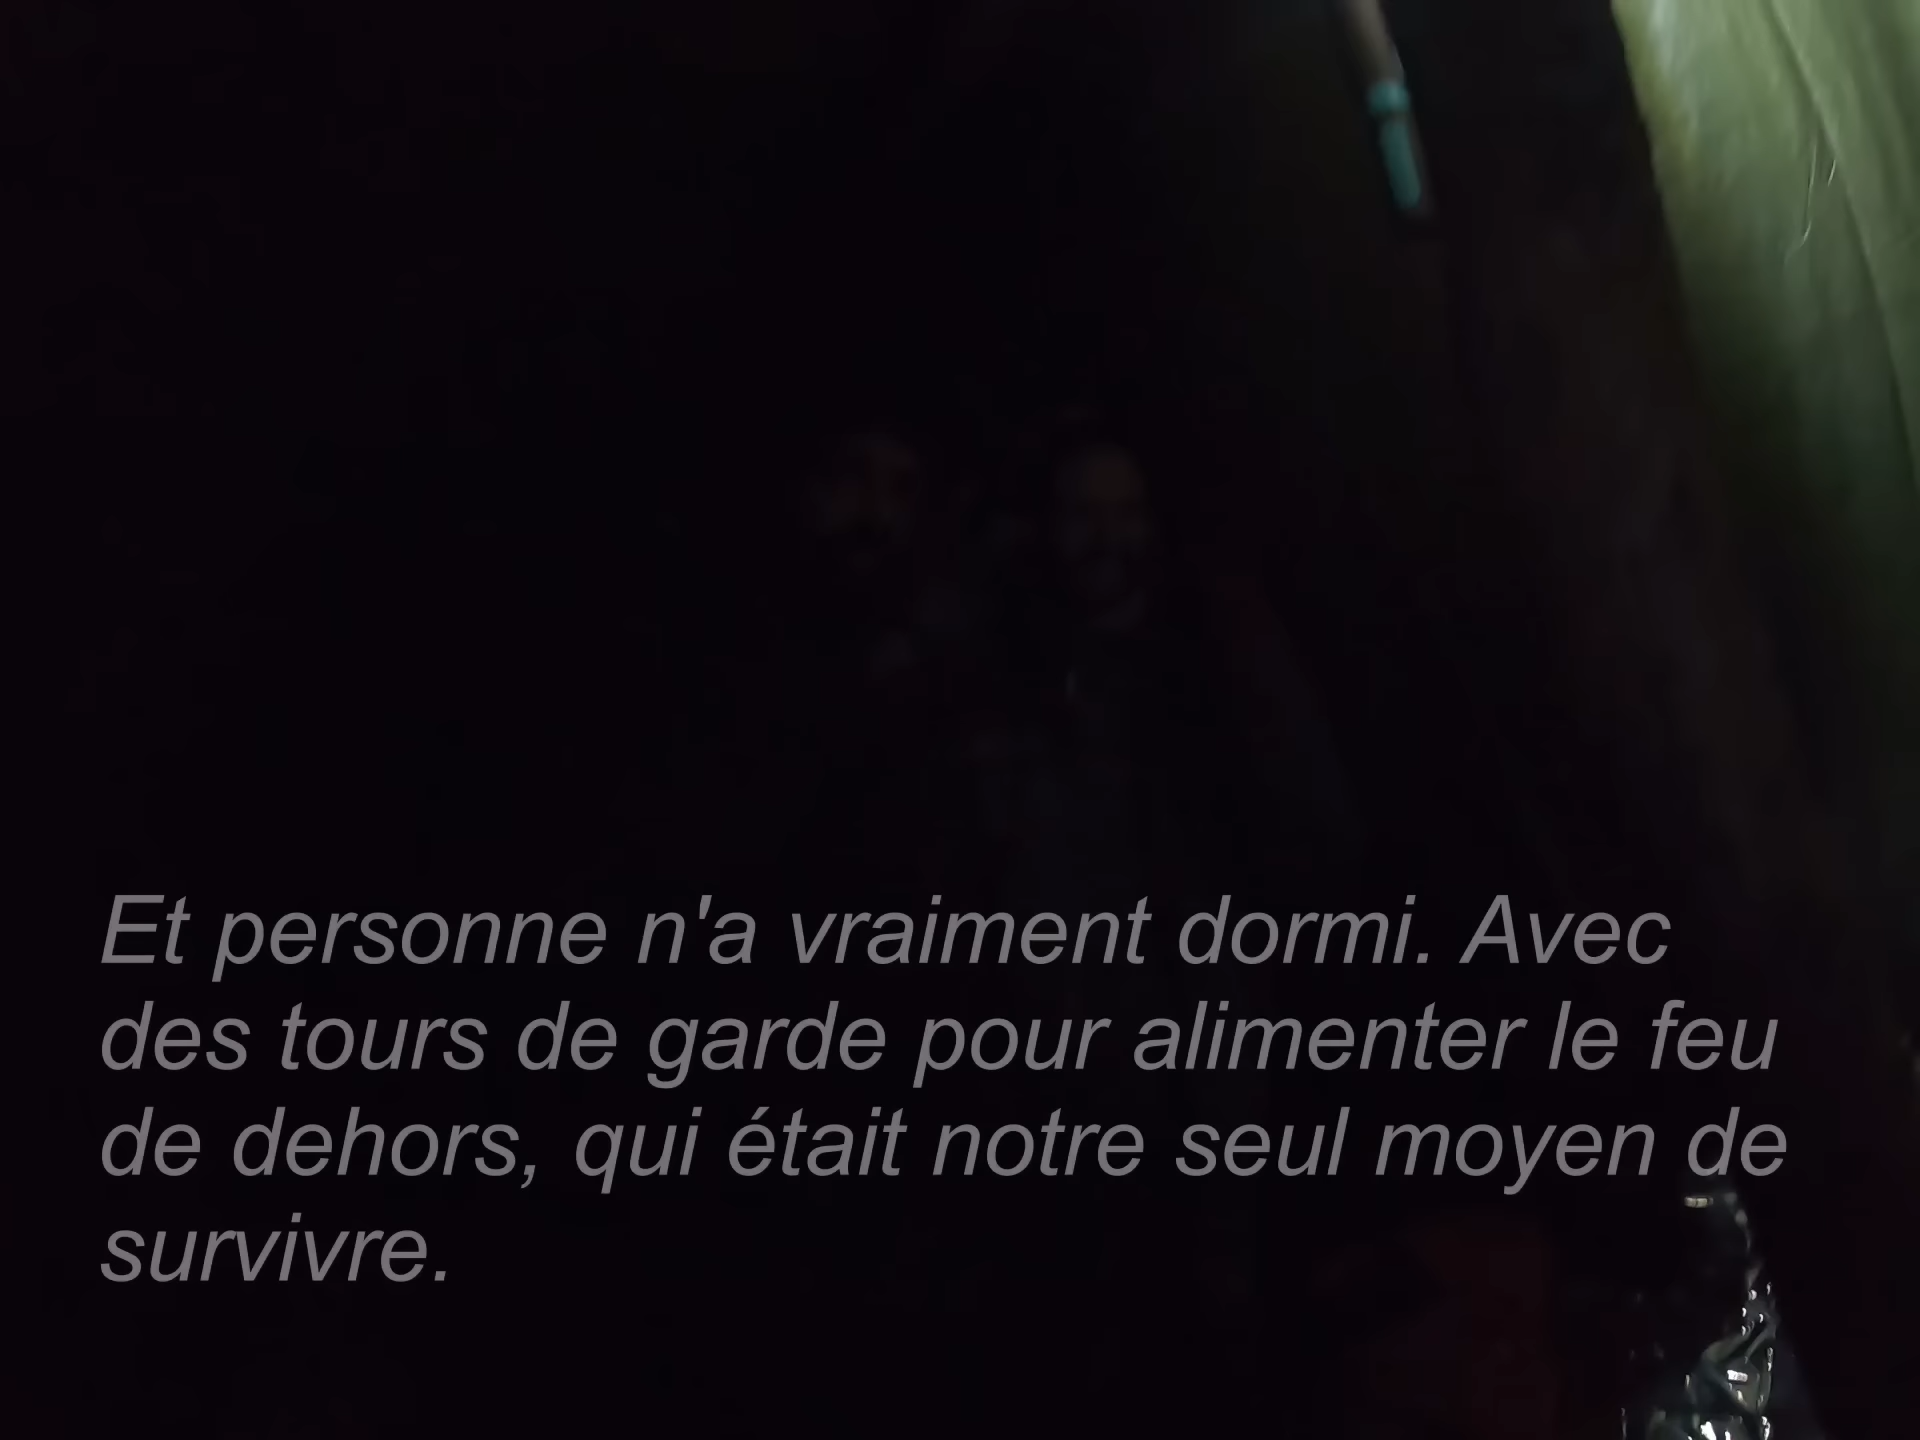 Et personne n'a vraiment dormi. Avec
des tours de garde pour alimenter le feu
de dehors, qui était notre seul moyen de
survivre.